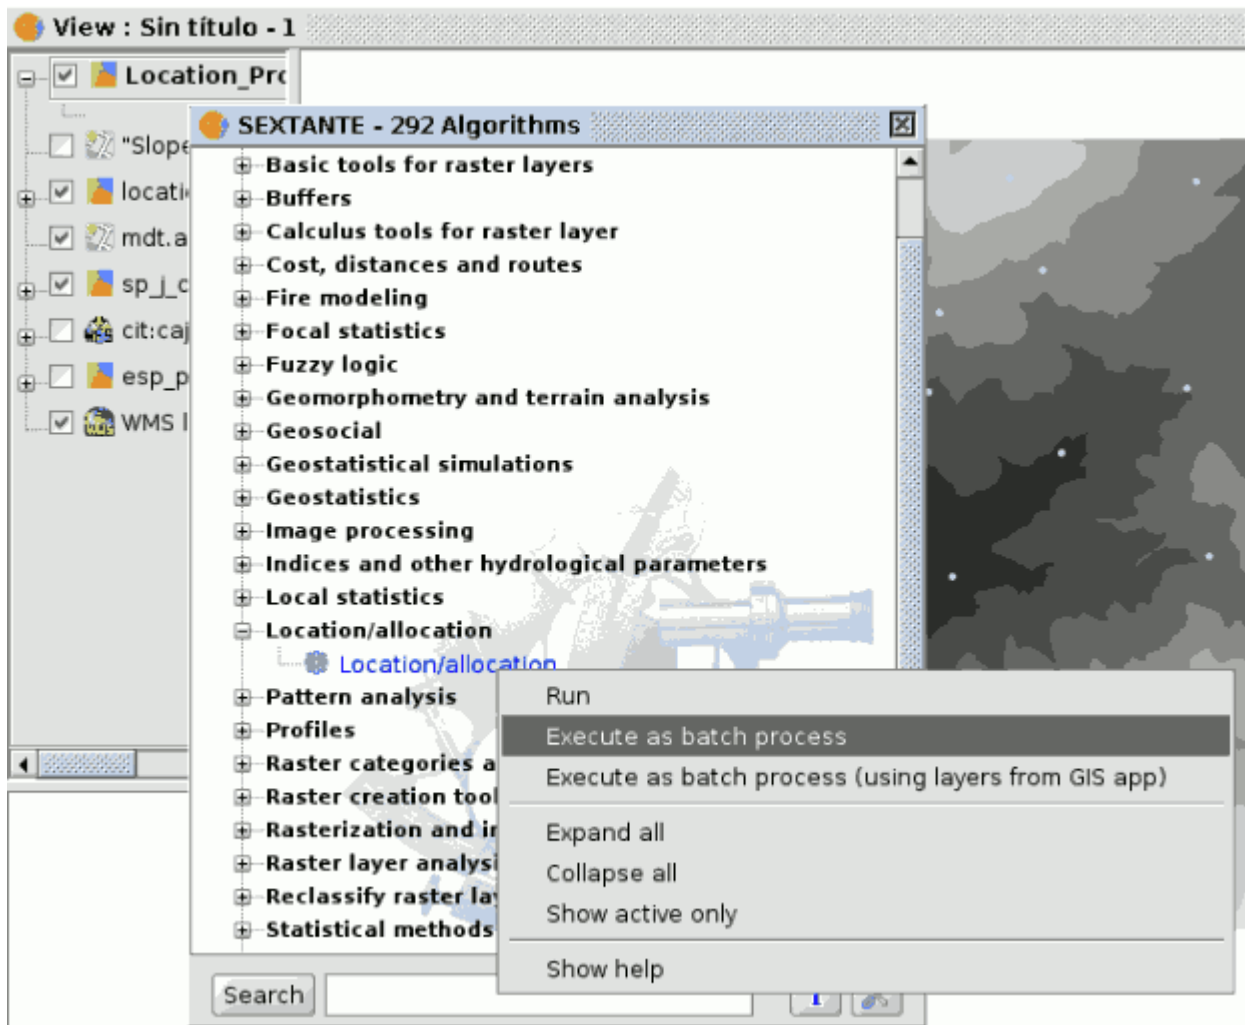 View : Sin título - 1
Location_Pro
"Slope
locati
mdt.a
sp_j_c
cit:caj
esp_p
WMS l
SEXTANTE - 292 Algorithms
Basic tools for raster layers
Buffers
Calculus tools for raster layer
Cost, distances and routes
Fire modeling
Focal statistics
Fuzzy logic
Geomorphometry and terrain analysis
Geosocial
Geostatistical simulations
Geostatistics
Image processing
Indices and other hydrological parameters
Local statistics
Location/allocation
Location/allocation
Pattern analysis
Profiles
Raster categories a
Raster creation tool
Rasterization and in
Raster layer analysi
Reclassify raster lay
Statistical methods
Search
Run
Execute as batch process
Execute as batch process (using layers from GIS app)
Expand all
Collapse all
Show active only
Show help